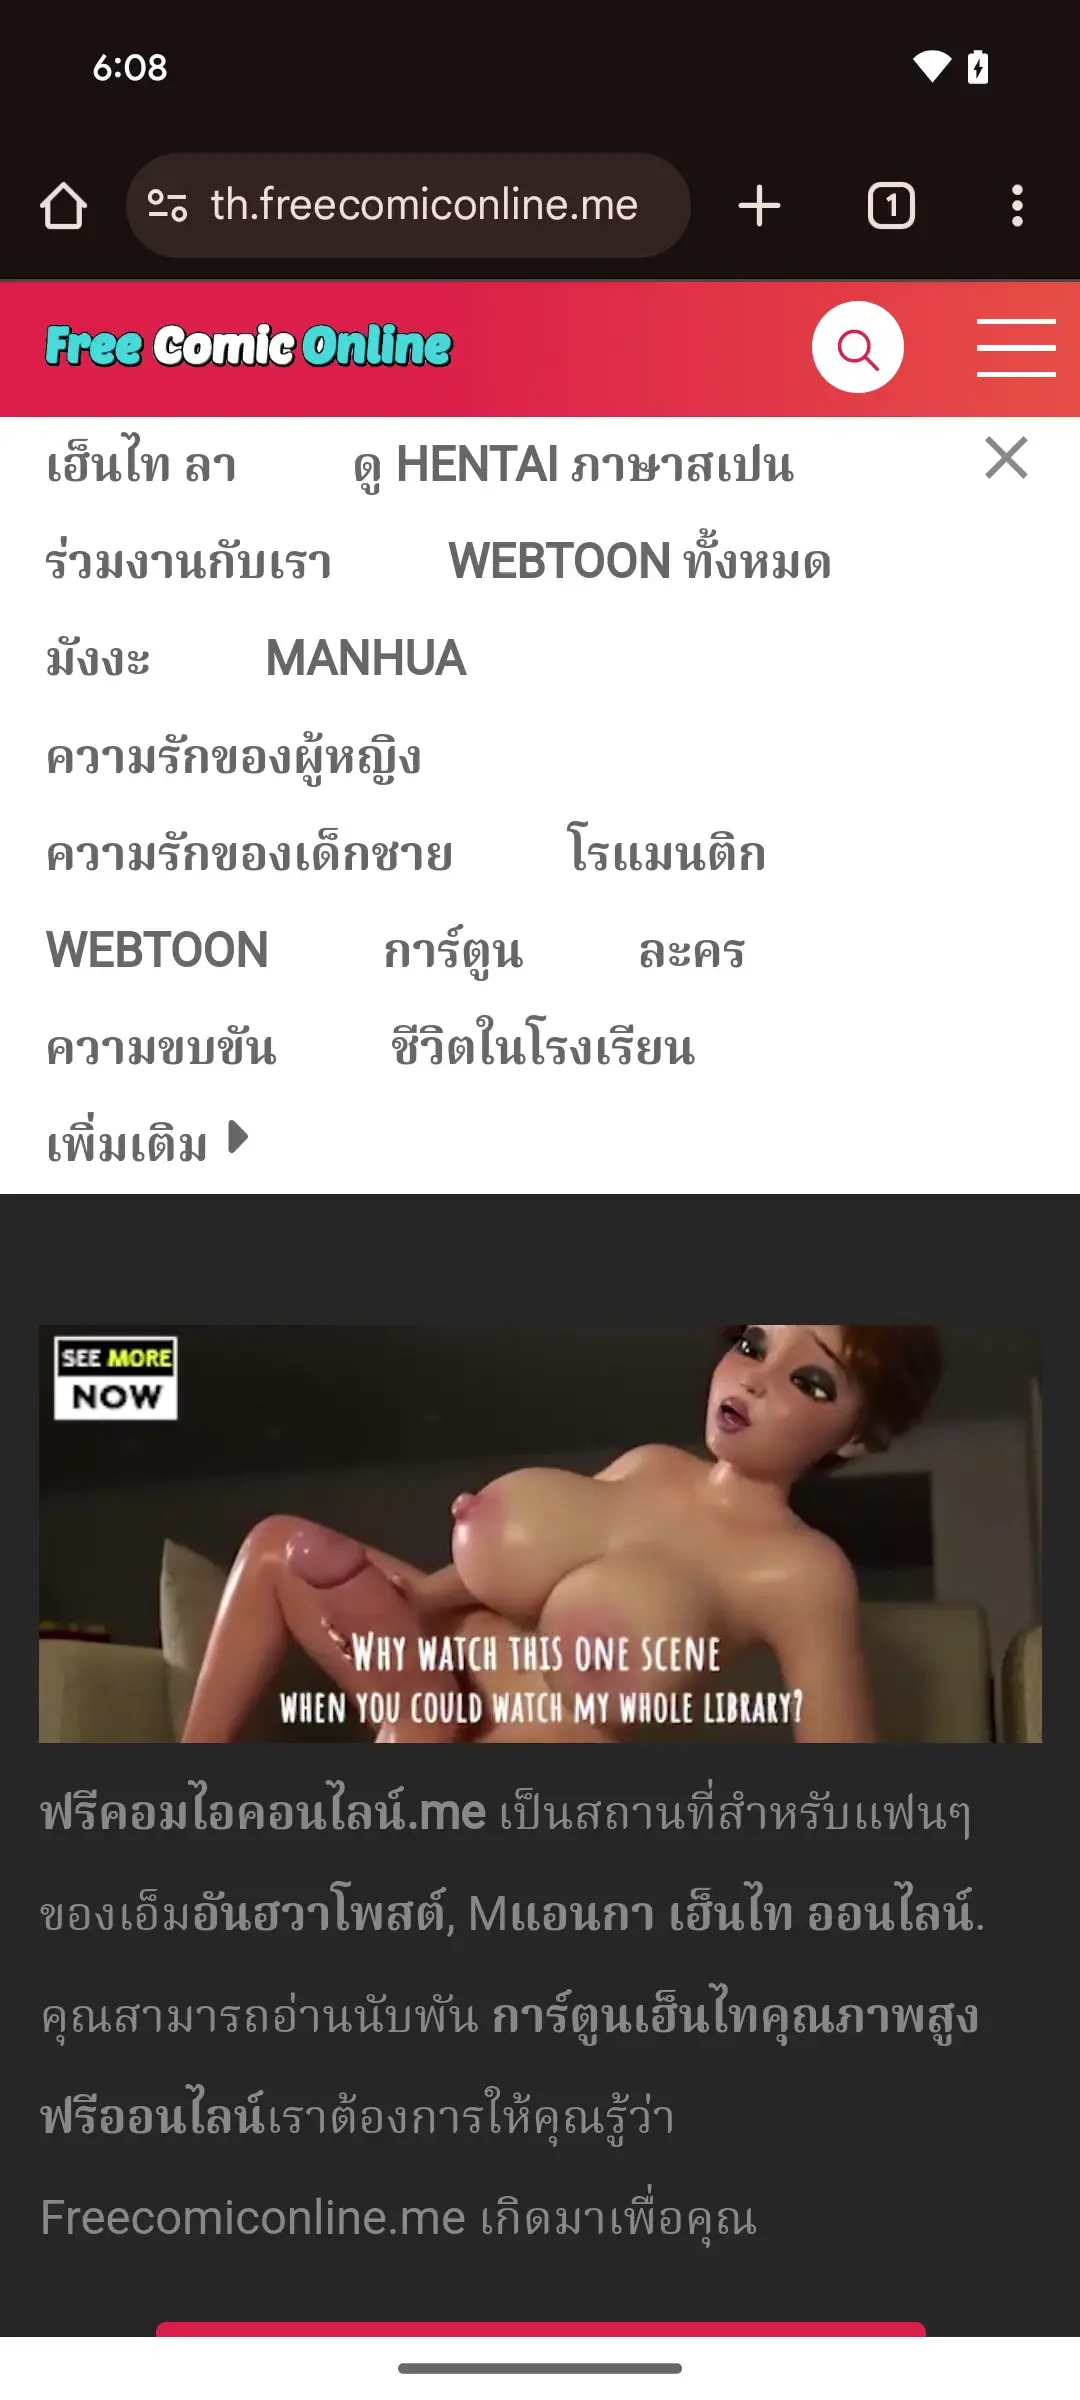 6:08
th.freecomiconline.me
1
Free Comic Online
เฮ็นไท ลา ดู HENTAI ภาษาสเปน
ร่วมงานกับเรา WEBTOON ทั้งหมด
มังงะ MANHUA
ความรักของผู้หญิง
ความรักของเด็กชาย โรแมนติก
WEBTOON การ์ตูน ละคร
ความขบขัน ชีวิตในโรงเรียน
เพิ่มเติม
SEE MORE
NOW
WHY WATCH THIS ONE SCENE
WHEN YOU COULD WATCH MY WHOLE LIBRARY?
ฟรีคอมไอคอนไลน์.me เป็นสถานที่สำหรับแฟนๆ
ของเอ็มอันฮวาโพสต์, Mแอนกา เฮ็นไท ออนไลน์.
คุณสามารถอ่านนับพัน การ์ตูนเฮ็นไทคุณภาพสูง
ฟรีออนไลน์เราต้องการให้คุณรู้ว่า
Freecomiconline.me เกิดมาเพื่อคุณ